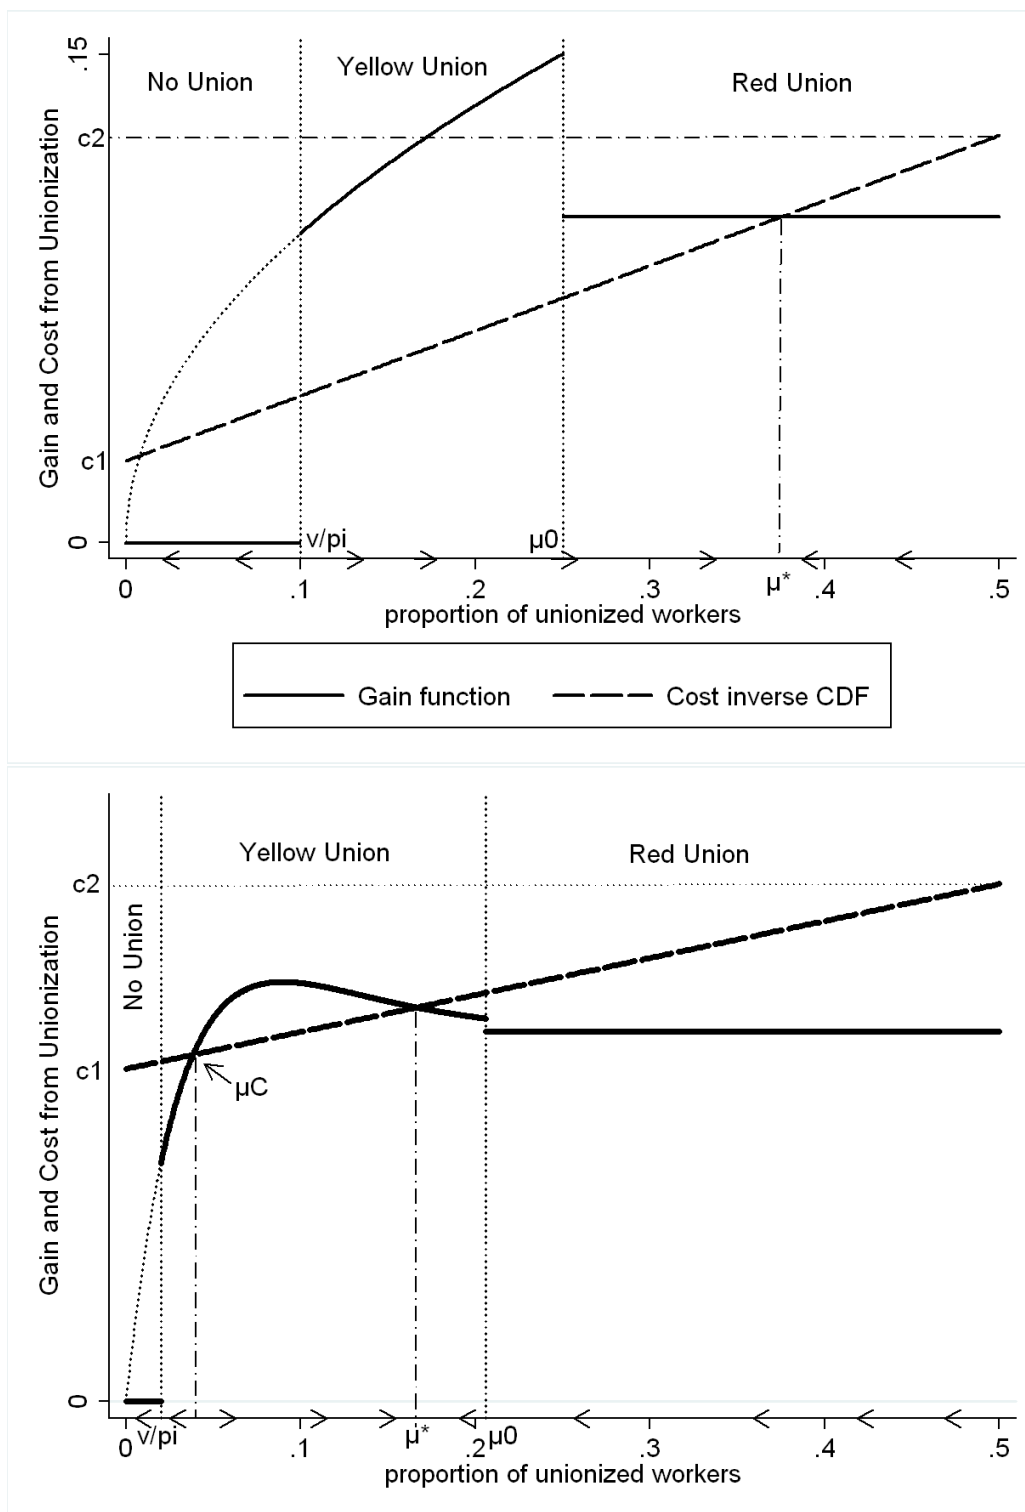 Gain and Cost from Unionization
.15
c2
c1
0
No Union
Yellow Union
Red Union
v/pi
μ0
μ*
0
.1
.2
.3
.4
.5
proportion of unionized workers
Gain function
Cost inverse CDF
Gain and Cost from Unionization
c2
c1
0
No Union
Yellow Union
Red Union
μC
v/pi
μ*
μ0
0
.1
.2
.3
.4
.5
proportion of unionized workers